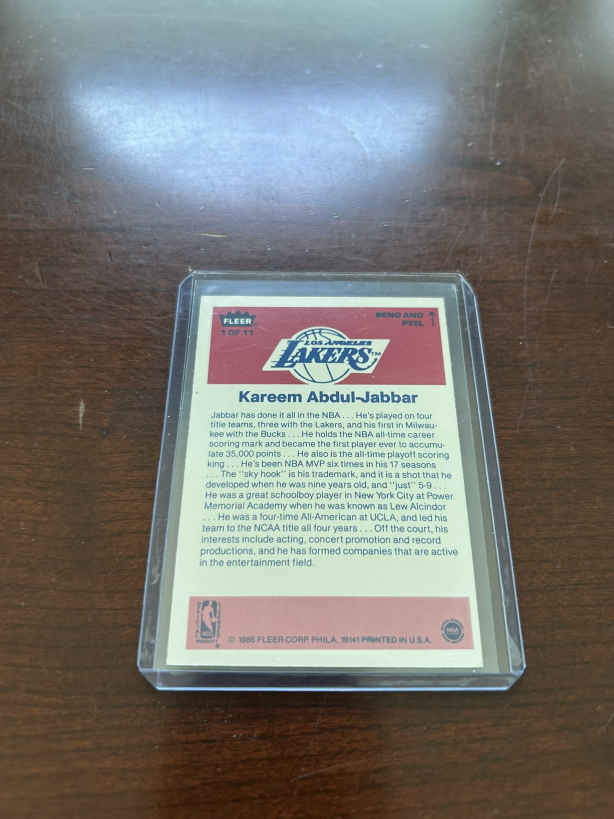 FLEER
1 OF 11
BEND AND
PEEL
LOS ANGELES
LAKERS™
Kareem Abdul-Jabbar
Jabbar has done it all in the NBA . . . He's played on four
title teams, three with the Lakers, and his first in Milwau-
kee with the Bucks . . . He holds the NBA all-time career
scoring mark and became the first player ever to accumu-
late 35,000 points . . . He also is the all-time playoff scoring
king . . . He's been NBA MVP six times in his 17 seasons
. . . The "sky hook" is his trademark, and it is a shot that he
developed when he was nine years old, and "just" 5-9 . . .
He was a great schoolboy player in New York City at Power
Memorial Academy when he was known as Lew Alcindor
. . . He was a four-time All-American at UCLA, and led his
team to the NCAA title all four years . . . Off the court, his
interests include acting, concert promotion and record
productions, and he has formed companies that are active
in the entertainment field.
© 1986 FLEER CORP. PHILA. 19141 PRINTED IN U.S.A.